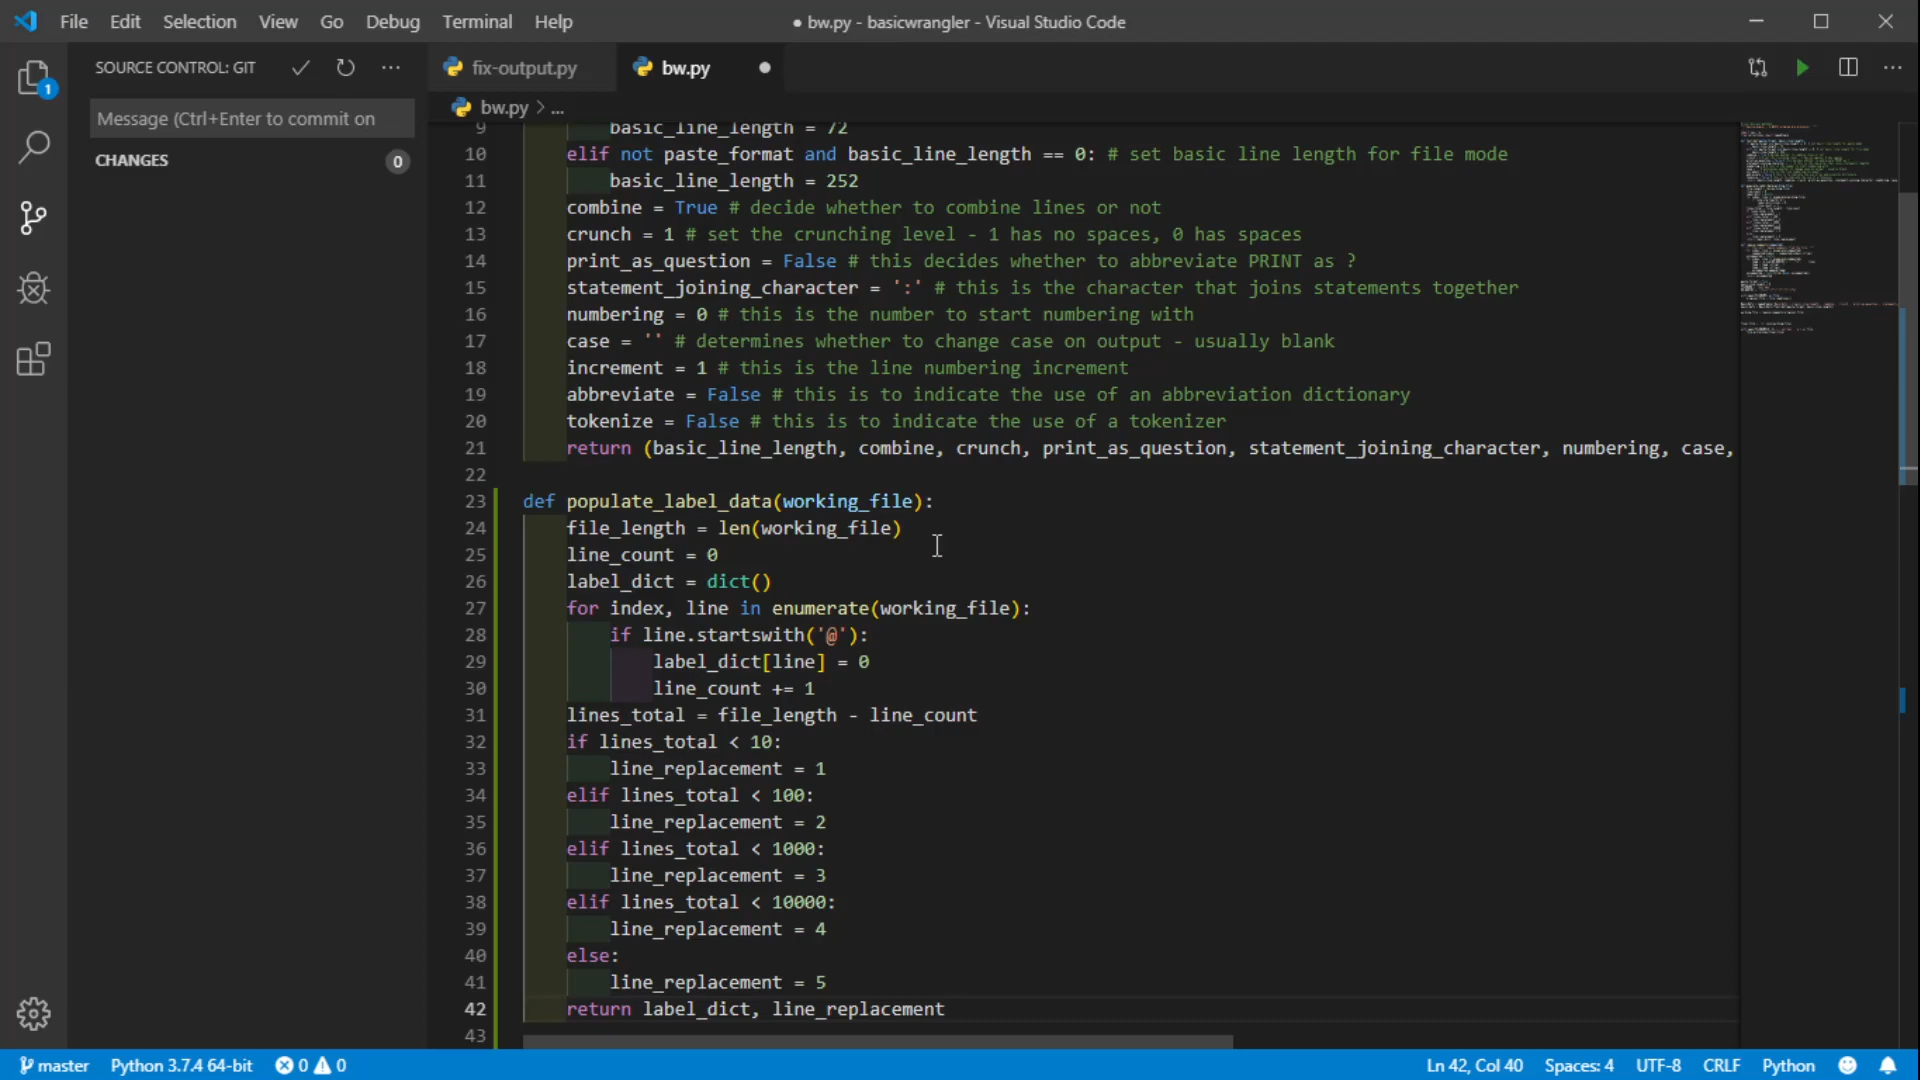 File Edit Selection View Go Debug Terminal Help
● bw.py - basicwrangler - Visual Studio Code
SOURCE CONTROL: GIT
fix-output.py
bw.py
1
bw.py > ...
Message (Ctrl+Enter to commit on
CHANGES 0
9 basic_line_length = 72
10 elif not paste_format and basic_line_length == 0: # set basic line length for file mode
11 basic_line_length = 252
12 combine = True # decide whether to combine lines or not
13 crunch = 1 # set the crunching level - 1 has no spaces, 0 has spaces
14 print_as_question = False # this decides whether to abbreviate PRINT as ?
15 statement_joining_character = ':' # this is the character that joins statements together
16 numbering = 0 # this is the number to start numbering with
17 case = '' # determines whether to change case on output - usually blank
18 increment = 1 # this is the line numbering increment
19 abbreviate = False # this is to indicate the use of an abbreviation dictionary
20 tokenize = False # this is to indicate the use of a tokenizer
21 return (basic_line_length, combine, crunch, print_as_question, statement_joining_character, numbering, case,
22
23 def populate_label_data(working_file):
24 file_length = len(working_file)
25 line_count = 0
26 label_dict = dict()
27 for index, line in enumerate(working_file):
28 if line.startswith('@'):
29 label_dict[line] = 0
30 line_count += 1
31 lines_total = file_length - line_count
32 if lines_total < 10:
33 line_replacement = 1
34 elif lines_total < 100:
35 line_replacement = 2
36 elif lines_total < 1000:
37 line_replacement = 3
38 elif lines_total < 10000:
39 line_replacement = 4
40 else:
41 line_replacement = 5
42 return label_dict, line_replacement
43
master Python 3.7.4 64-bit 0 0 Ln 42, Col 40 Spaces: 4 UTF-8 CRLF Python